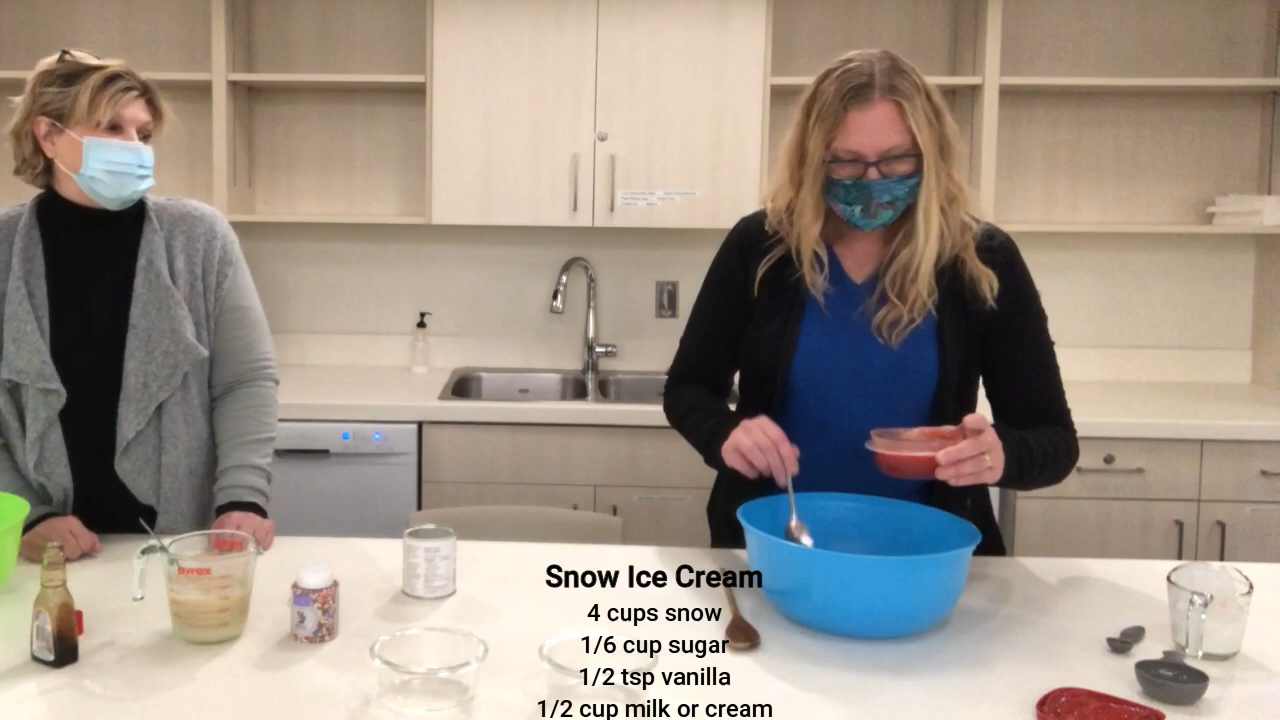 PYREX
Snow Ice Cream
4 cups snow
1/6 cup sugar
1/2 tsp vanilla
1/2 cup milk or cream